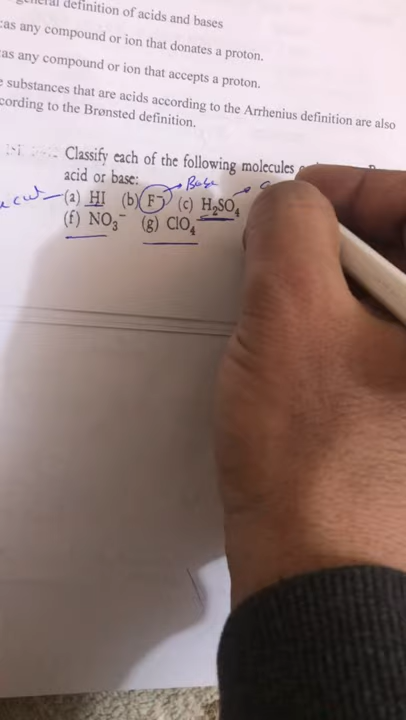 general definition of acids and bases
as any compound or ion that donates a proton.
as any compound or ion that accepts a proton.
substances that are acids according to the Arrhenius definition are also
cording to the Brønsted definition.
Classify each of the following molecules
acid or base:
Base
(a) HI (b) F⁻ (c) H₂SO₄
(f) NO₃⁻ (g) ClO₄